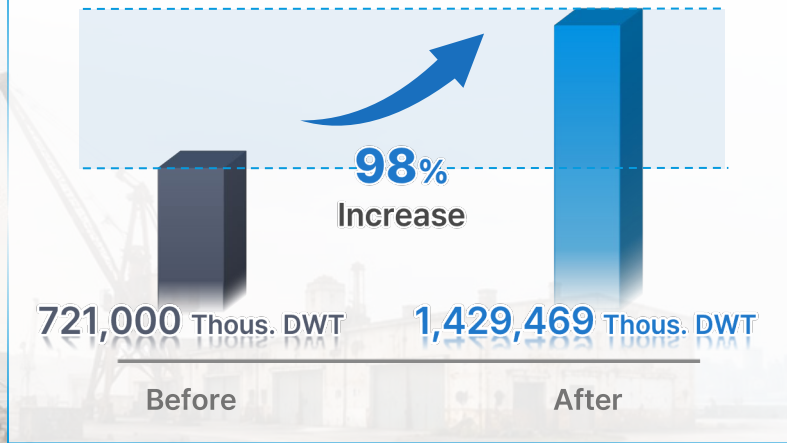 98%
Increase
721,000 Thous. DWT
1,429,469 Thous. DWT
Before
After